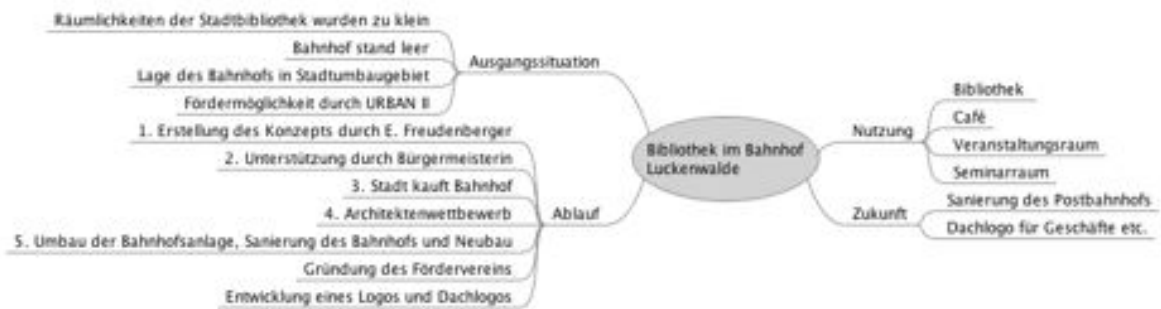 Räumlichkeiten der Stadtbibliothek wurden zu klein
Bahnhof stand leer
Lage des Bahnhofs in Stadtumbaugebiet
Fördermöglichkeit durch URBAN II
Ausgangssituation
1. Erstellung des Konzepts durch E. Freudenberger
2. Unterstützung durch Bürgermeisterin
3. Stadt kauft Bahnhof
4. Architektenwettbewerb
5. Umbau der Bahnhofsanlage, Sanierung des Bahnhofs und Neubau
Gründung des Fördervereins
Entwicklung eines Logos und Dachlogos
Ablauf
Bibliothek im Bahnhof
Luckenwalde
Nutzung
Bibliothek
Café
Veranstaltungsraum
Seminarraum
Zukunft
Sanierung des Postbahnhofs
Dachlogo für Geschäfte etc.